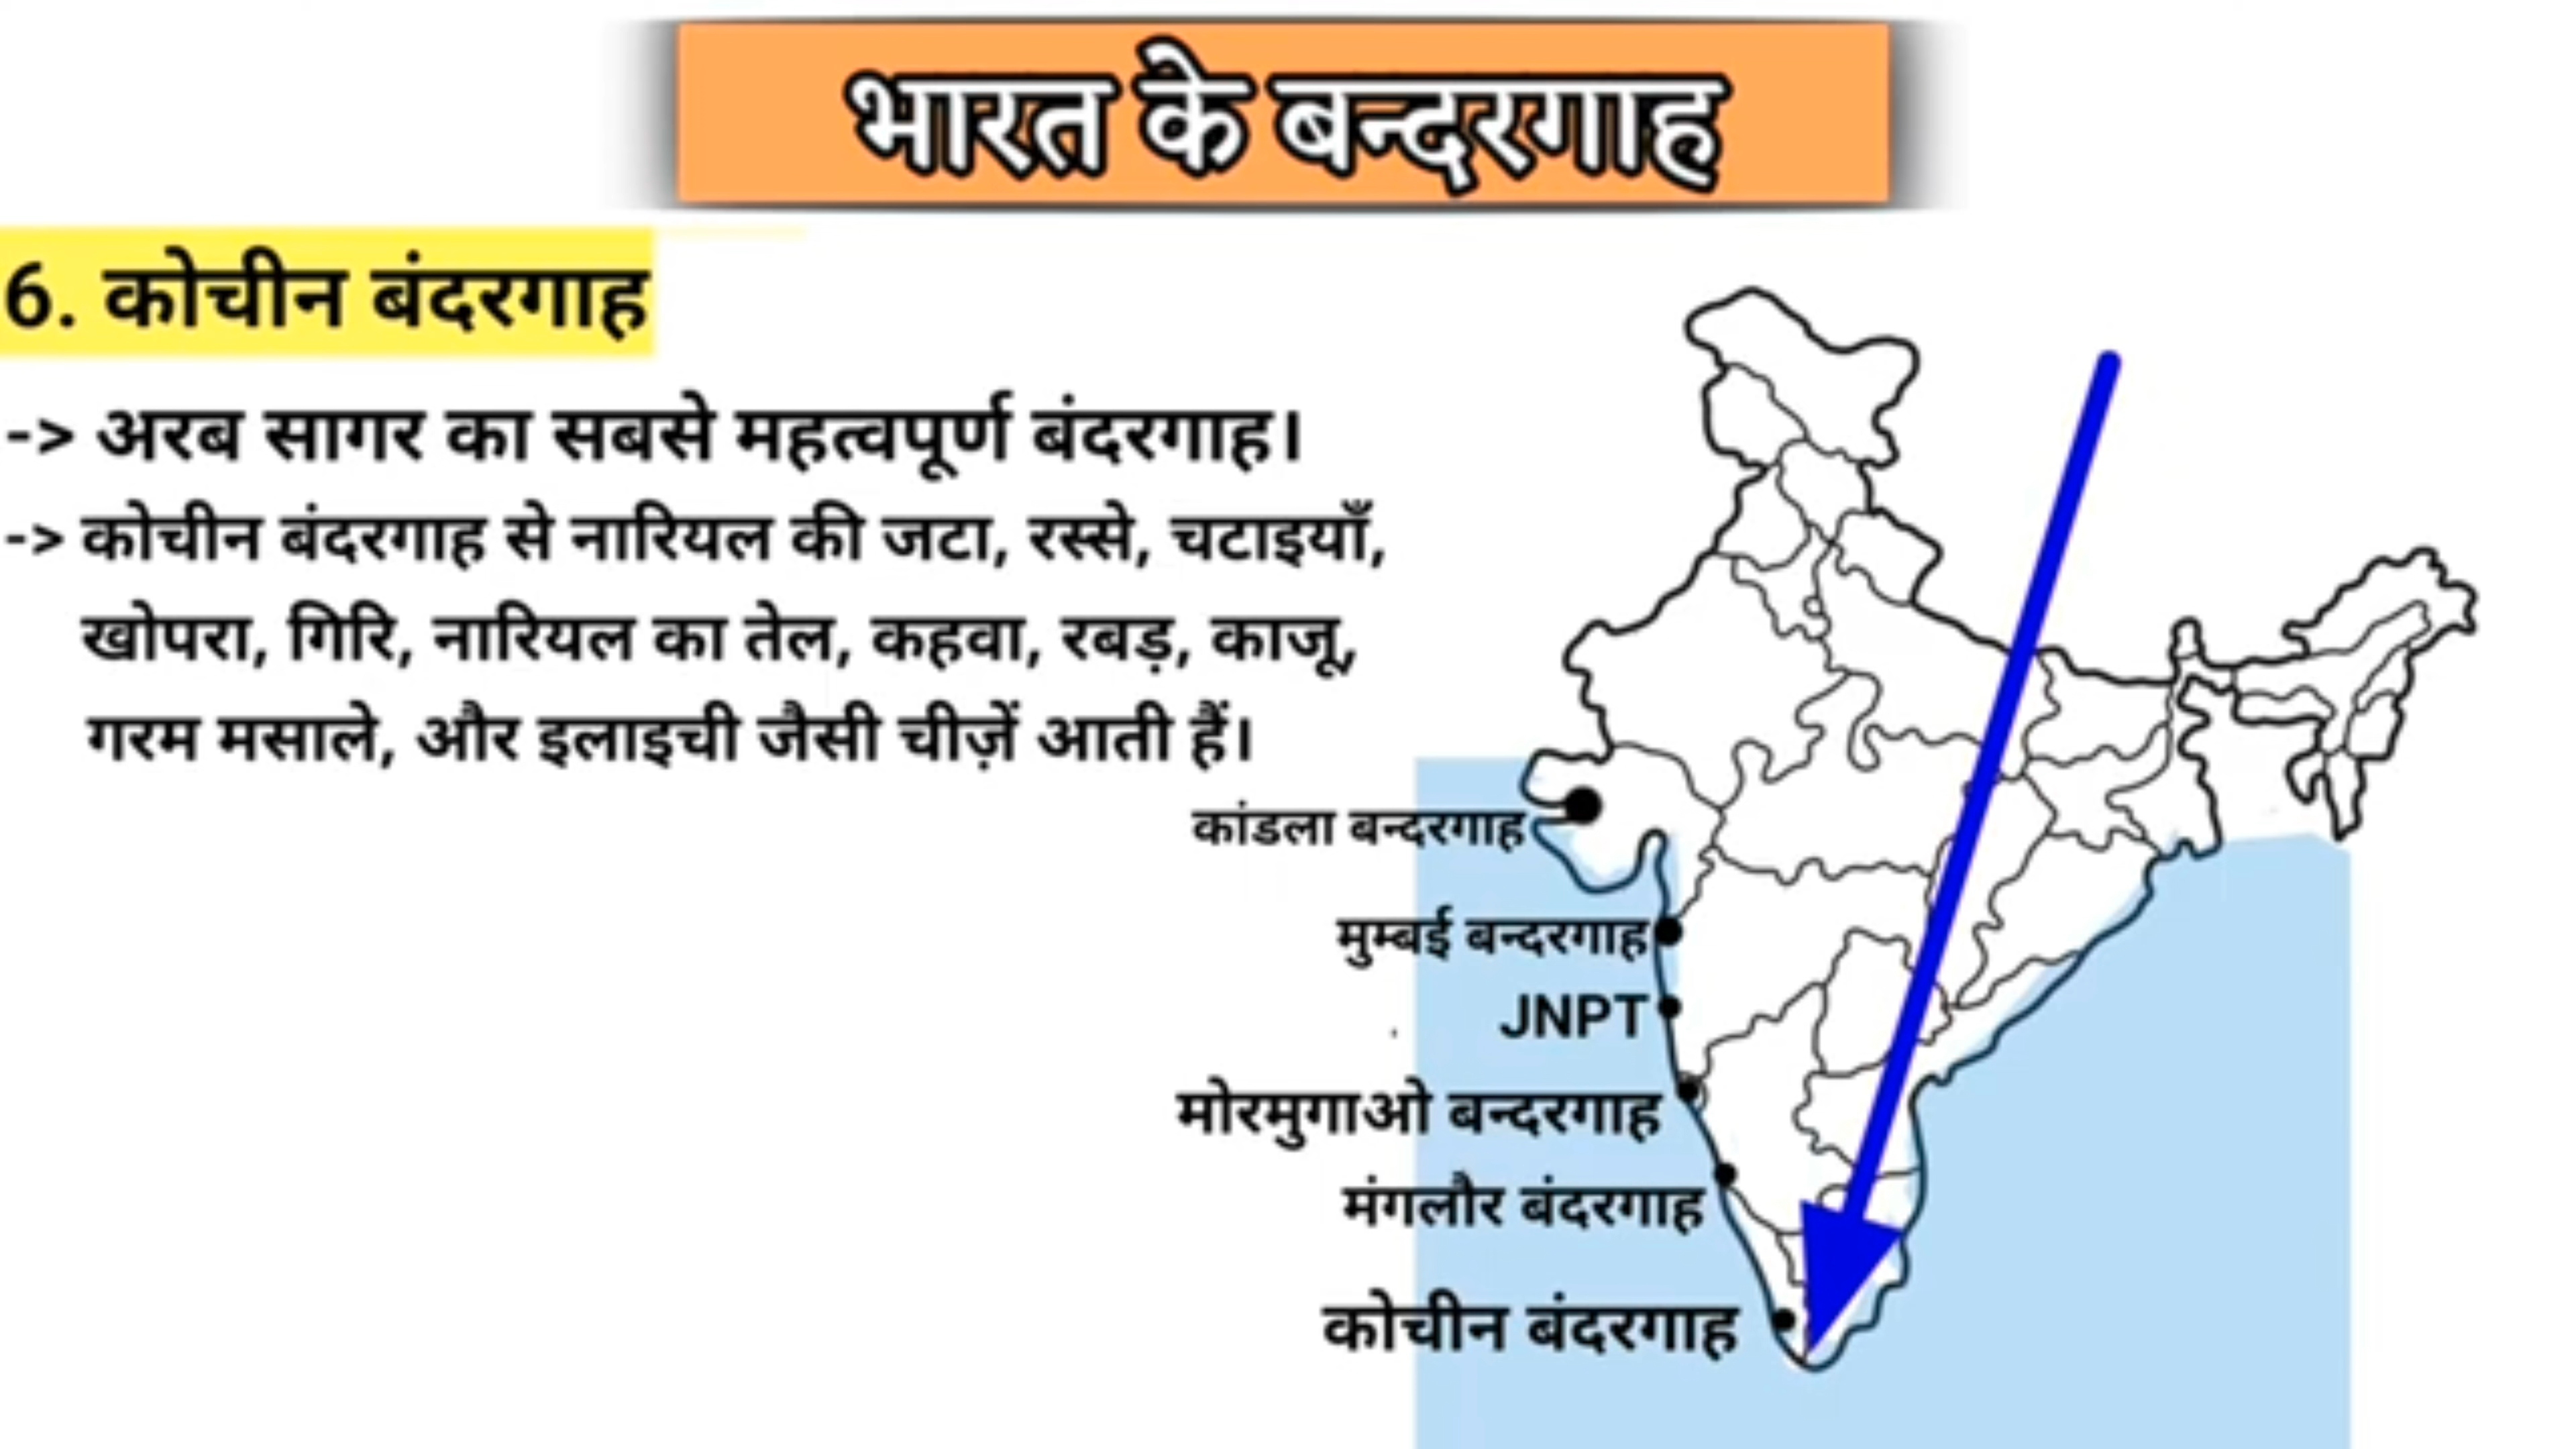 भारत के बन्दरगाह
6. कोचीन बंदरगाह
-> अरब सागर का सबसे महत्वपूर्ण बंदरगाह।
-> कोचीन बंदरगाह से नारियल की जटा, रस्से, चटाइयाँ,
खोपरा, गिरि, नारियल का तेल, कहवा, रबड़, काजू,
गरम मसाले, और इलाइची जैसी चीज़ें आती हैं।
कांडला बन्दरगाह
मुम्बई बन्दरगाह
JNPT
मोरमुगाओ बन्दरगाह
मंगलौर बंदरगाह
कोचीन बंदरगाह